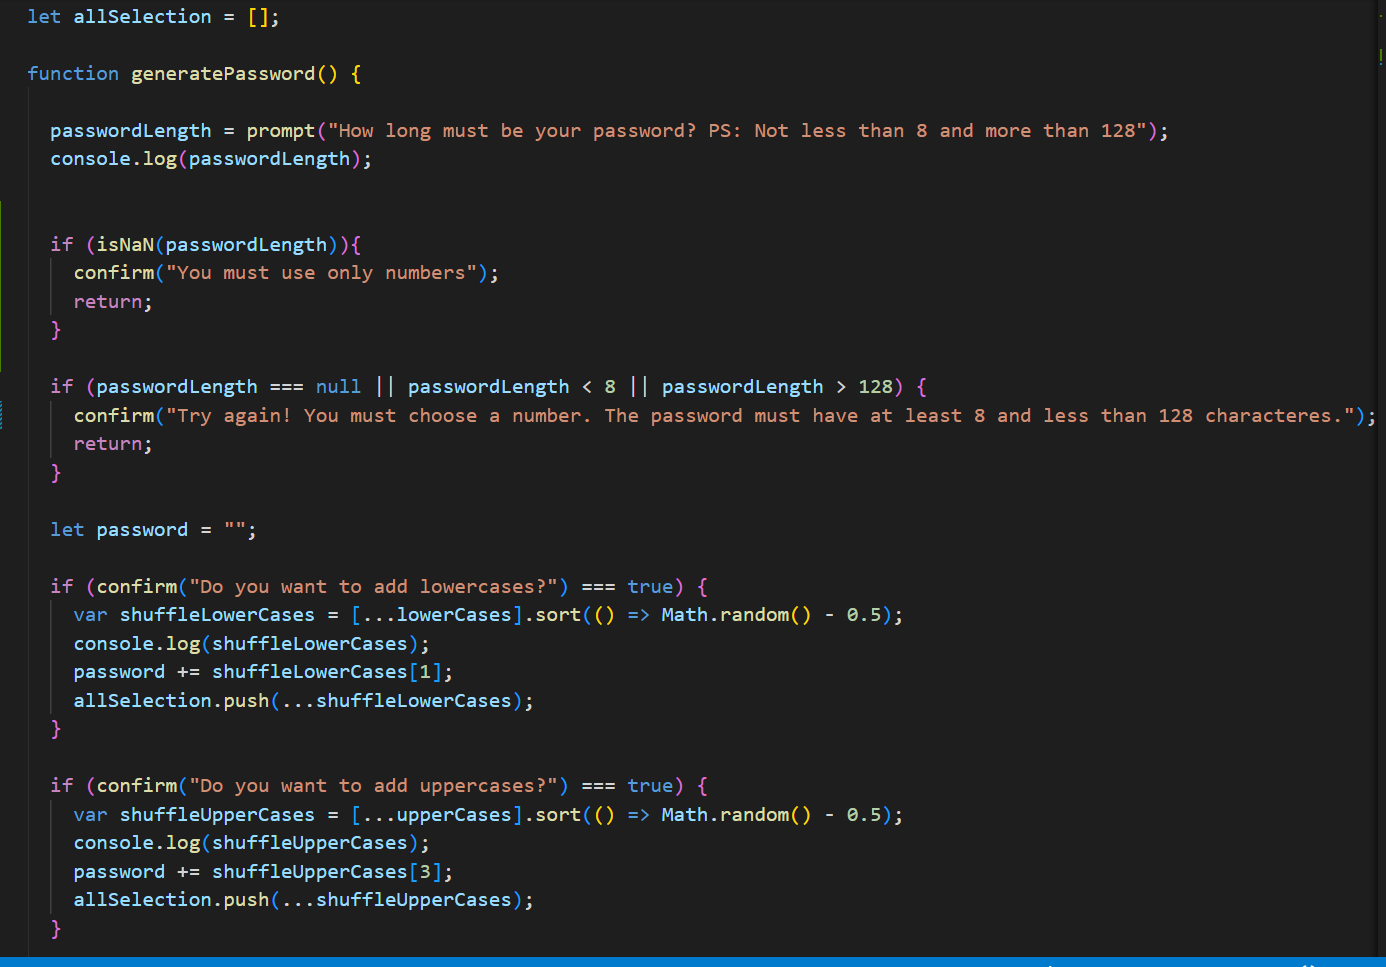 let allSelection = [];
function generatePassword() {
passwordLength = prompt("How long must be your password? PS: Not less than 8 and more than 128");
console.log(passwordLength);
if (isNaN(passwordLength)){
confirm("You must use only numbers");
return;
}
if (passwordLength === null || passwordLength < 8 || passwordLength > 128) {
confirm("Try again! You must choose a number. The password must have at least 8 and less than 128 characteres.");
return;
}
let password = "";
if (confirm("Do you want to add lowercases?") === true) {
var shuffleLowerCases = [...lowerCases].sort(() => Math.random() - 0.5);
console.log(shuffleLowerCases);
password += shuffleLowerCases[1];
allSelection.push(...shuffleLowerCases);
}
if (confirm("Do you want to add uppercases?") === true) {
var shuffleUpperCases = [...upperCases].sort(() => Math.random() - 0.5);
console.log(shuffleUpperCases);
password += shuffleUpperCases[3];
allSelection.push(...shuffleUpperCases);
}